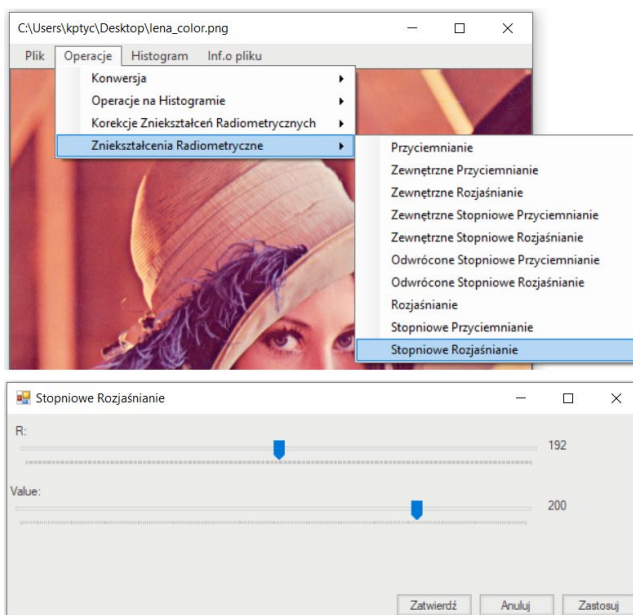 C:\Users\kptyc\Desktop\lena_color.png
Plik Operacje Histogram Inf.o pliku
Konwersja
Operacje na Histogramie
Korekcje Zniekształceń Radiometrycznych
Zniekształcenia Radiometryczne
Przyciemnianie
Zewnętrzne Przyciemnianie
Zewnętrzne Rozjaśnianie
Zewnętrzne Stopniowe Przyciemnianie
Zewnętrzne Stopniowe Rozjaśnianie
Odwrócone Stopniowe Przyciemnianie
Odwrócone Stopniowe Rozjaśnianie
Rozjaśnianie
Stopniowe Przyciemnianie
Stopniowe Rozjaśnianie
Stopniowe Rozjaśnianie
R:
192
Value:
200
Zatwierdź Anuluj Zastosuj